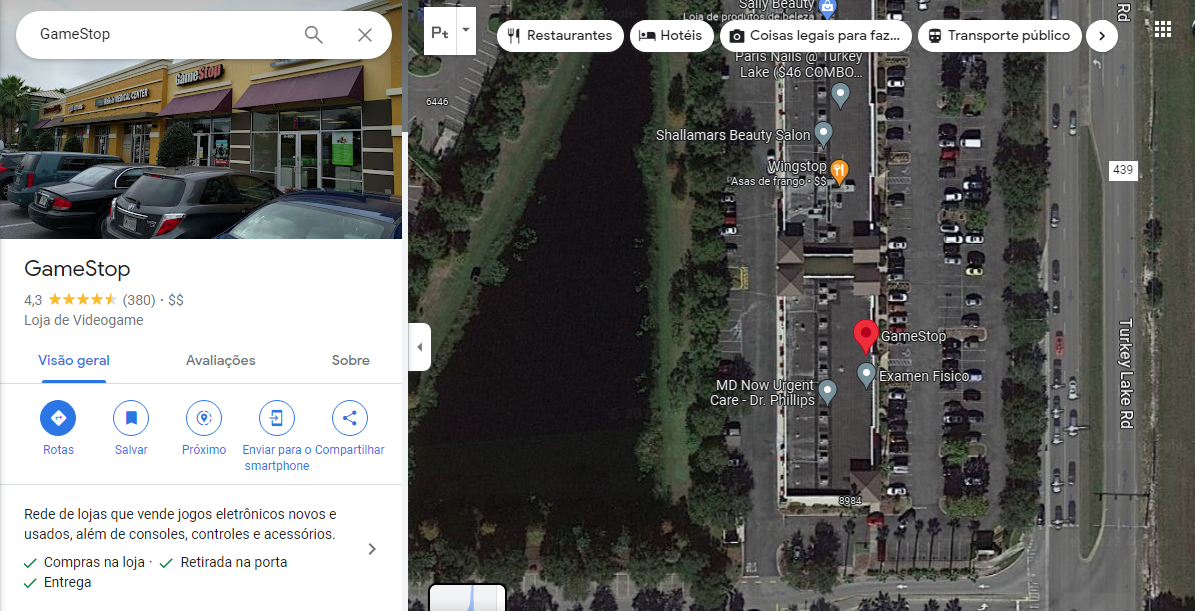 GameStop
GameStop
MEDICAL CENTER
GameStop
4,3 (380) · $$
Loja de Videogame
Visão geral
Avaliações
Sobre
Rotas
Salvar
Próximo
Enviar para o
smartphone
Compartilhar
Rede de lojas que vende jogos eletrônicos novos e
usados, além de consoles, controles e acessórios.
Compras na loja · Retirada na porta
Entrega
Pt
Restaurantes
Hotéis
Coisas legais para faz...
Transporte público
Sally Beauty
Loja de produtos de beleza
Paris Nails @ Turkey
Lake ($46 COMBO...
6446
Shallamars Beauty Salon
Wingstop
Asas de frango • $$
439
Rd
GameStop
Examen Fisico
MD Now Urgent
Care - Dr. Phillips
Turkey Lake Rd
8984